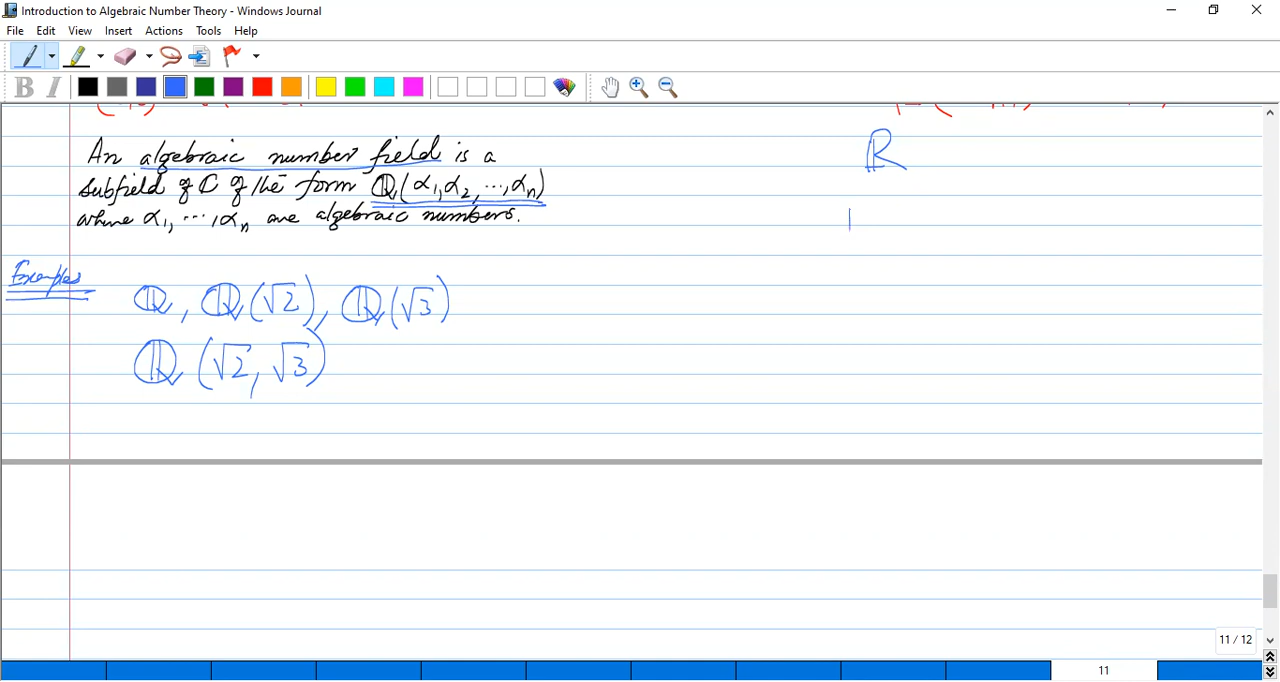 Introduction to Algebraic Number Theory - Windows Journal
File Edit View Insert Actions Tools Help
B I
An algebraic number field is a
subfield of ℂ of the form ℚ(α₁, α₂, ..., αₙ)
where α₁, ..., αₙ are algebraic numbers.
ℝ
Examples
ℚ, ℚ(√2), ℚ(√3)
ℚ(√2, √3)
11 / 12
11